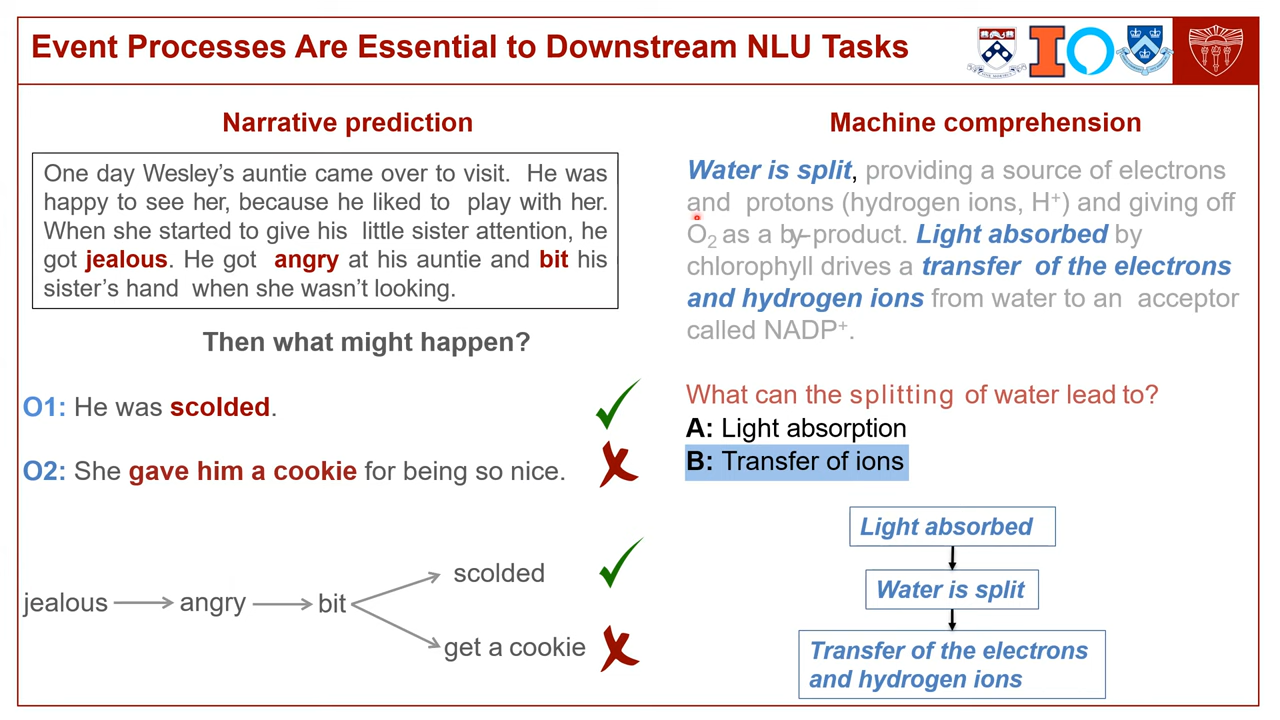 Event Processes Are Essential to Downstream NLU Tasks
Narrative prediction
One day Wesley's auntie came over to visit. He was
happy to see her, because he liked to play with her.
When she started to give his little sister attention, he
got jealous. He got angry at his auntie and bit his
sister's hand when she wasn't looking.
Then what might happen?
O1: He was scolded.
O2: She gave him a cookie for being so nice.
jealous
angry
bit
scolded
get a cookie
Machine comprehension
Water is split, providing a source of electrons
and protons (hydrogen ions, H⁺) and giving off
O₂ as a by-product. Light absorbed by
chlorophyll drives a transfer of the electrons
and hydrogen ions from water to an acceptor
called NADP⁺.
What can the splitting of water lead to?
A: Light absorption
B: Transfer of ions
Light absorbed
Water is split
Transfer of the electrons
and hydrogen ions